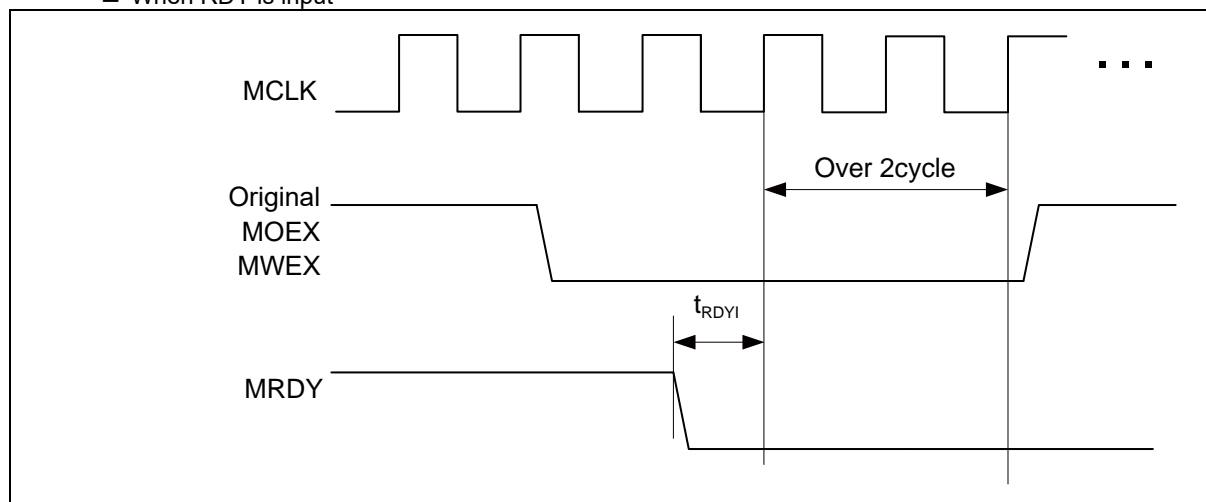 When RDY is input
MCLK
Over 2cycle
Original
MOEX
MWEX
tRDYI
MRDY